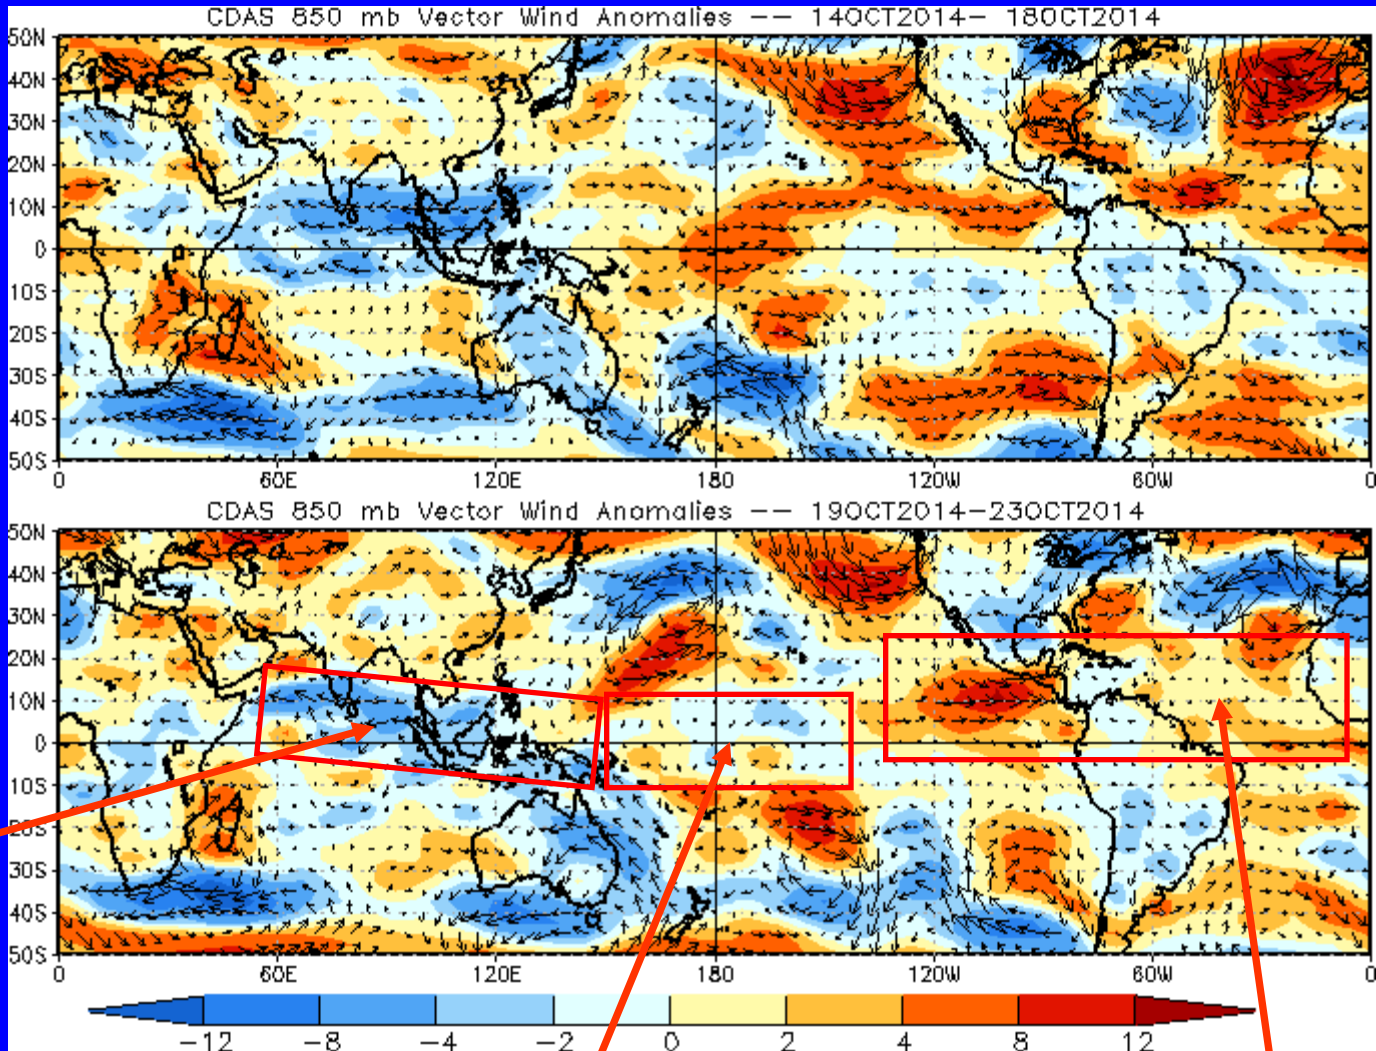 CDAS 850 mb Vector Wind Anomalies -- 14OCT2014- 18OCT2014
50N
40N
30N
20N
10N
0
10S
20S
30S
40S
50S
0 60E 120E 180 120W 60W 0
CDAS 850 mb Vector Wind Anomalies -- 19OCT2014-23OCT2014
50N
40N
30N
20N
10N
0
10S
20S
30S
40S
50S
0 60E 120E 180 120W 60W 0
-12 -8 -4 -2 0 2 4 8 12